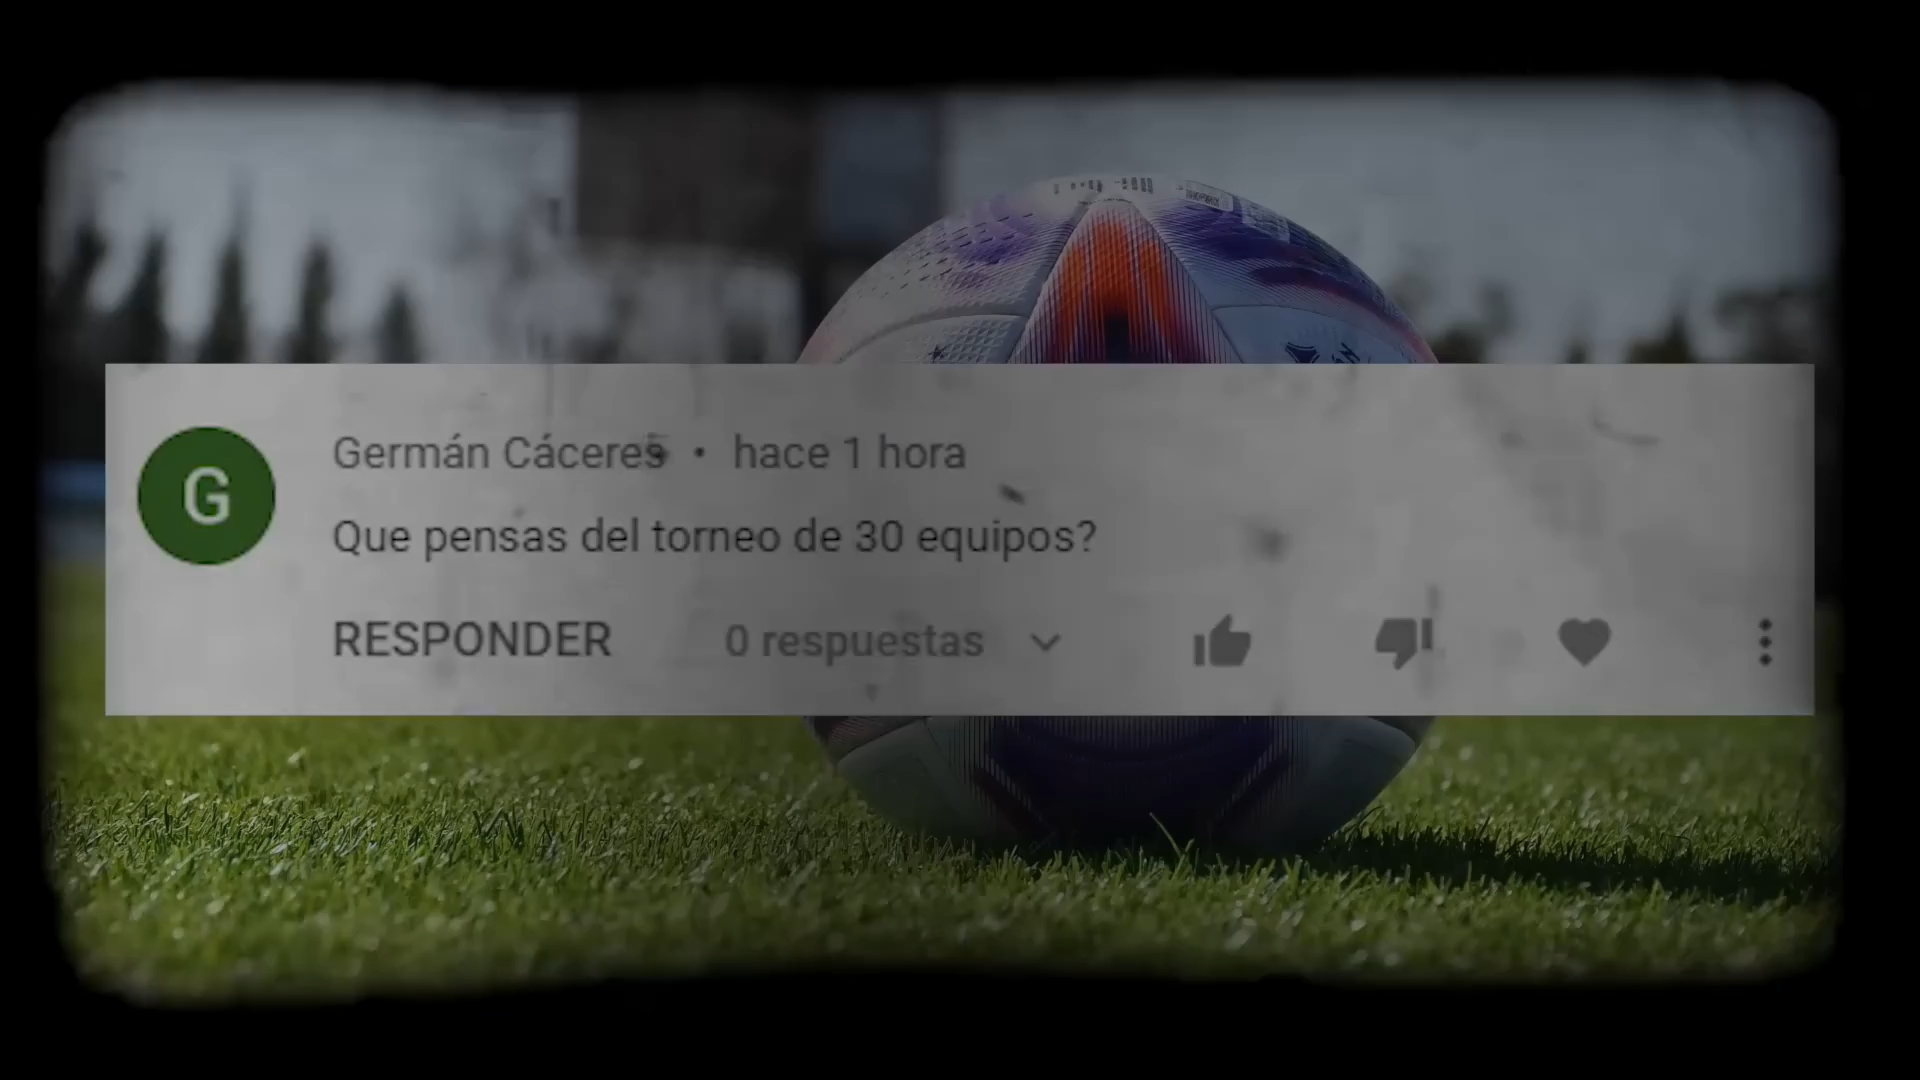 Germán Cáceres • hace 1 hora
Que pensas del torneo de 30 equipos?
RESPONDER 0 respuestas
G